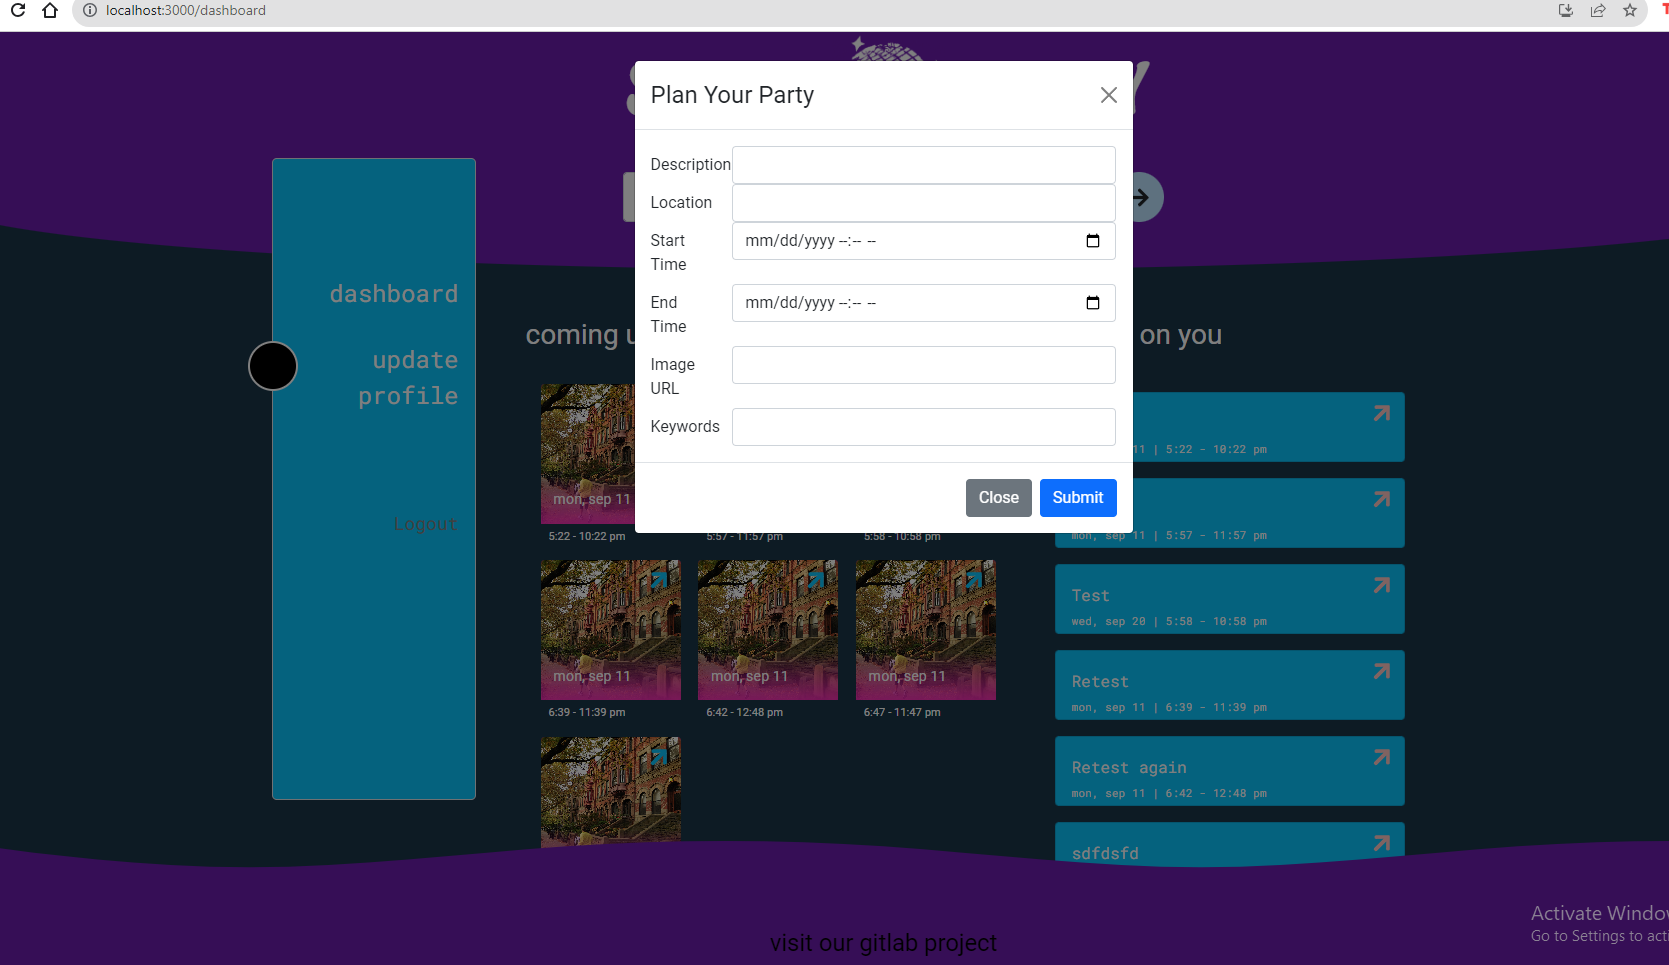 localhost:3000/dashboard
Plan Your Party
Description
Location
Start
Time
mm/dd/yyyy --:-- --
End
Time
mm/dd/yyyy --:-- --
Image
URL
Keywords
Close
Submit
dashboard
update
profile
Logout
coming
on you
mon, sep 11
5:22 - 10:22 pm
5:57 - 11:57 pm
5:58 - 10:58 pm
mon, sep 11
6:39 - 11:39 pm
mon, sep 11
6:42 - 12:48 pm
mon, sep 11
6:47 - 11:47 pm
11 | 5:22 - 10:22 pm
mon, sep 11 | 5:57 - 11:57 pm
Test
wed, sep 20 | 5:58 - 10:58 pm
Retest
mon, sep 11 | 6:39 - 11:39 pm
Retest again
mon, sep 11 | 6:42 - 12:48 pm
sdfdsfd
visit our gitlab project
Activate Windo
Go to Settings to acti